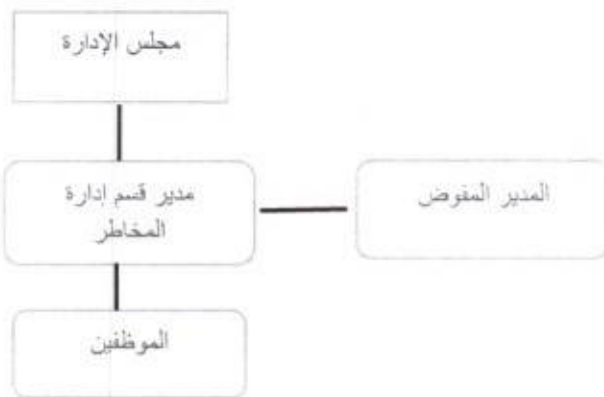 مجلس الإدارة
مدير قسم إدارة
المخاطر
المدير المفوض
الموظفين